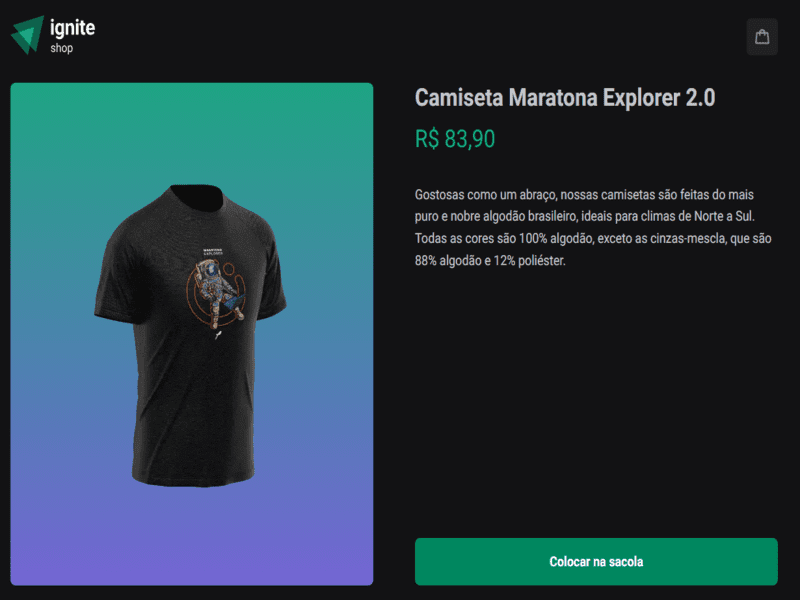 ignite
shop
Camiseta Maratona Explorer 2.0
R$ 83,90
Gostosas como um abraço, nossas camisetas são feitas do mais
puro e nobre algodão brasileiro, ideais para climas de Norte a Sul.
Todas as cores são 100% algodão, exceto as cinzas-mescla, que são
88% algodão e 12% poliéster.
MARATONA
EXPLORER
Colocar na sacola